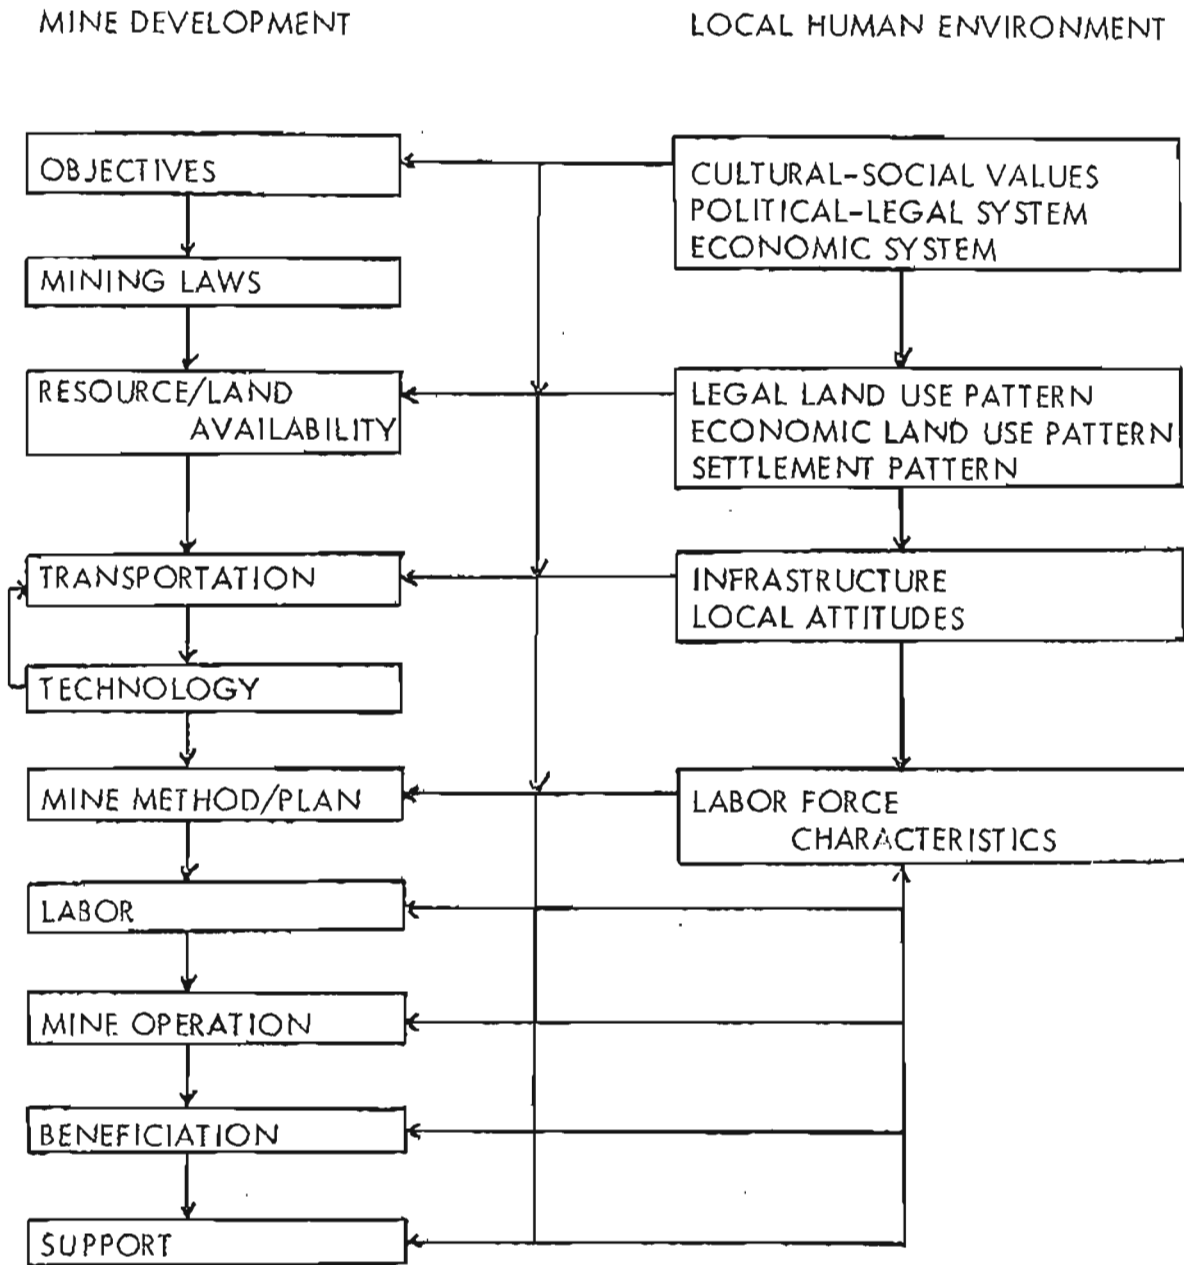 MINE DEVELOPMENT
LOCAL HUMAN ENVIRONMENT
OBJECTIVES
MINING LAWS
RESOURCE/LAND
AVAILABILITY
TRANSPORTATION
TECHNOLOGY
MINE METHOD/PLAN
LABOR
MINE OPERATION
BENEFICIATION
SUPPORT
CULTURAL-SOCIAL VALUES
POLITICAL-LEGAL SYSTEM
ECONOMIC SYSTEM
LEGAL LAND USE PATTERN
ECONOMIC LAND USE PATTERN
SETTLEMENT PATTERN
INFRASTRUCTURE
LOCAL ATTITUDES
LABOR FORCE
CHARACTERISTICS